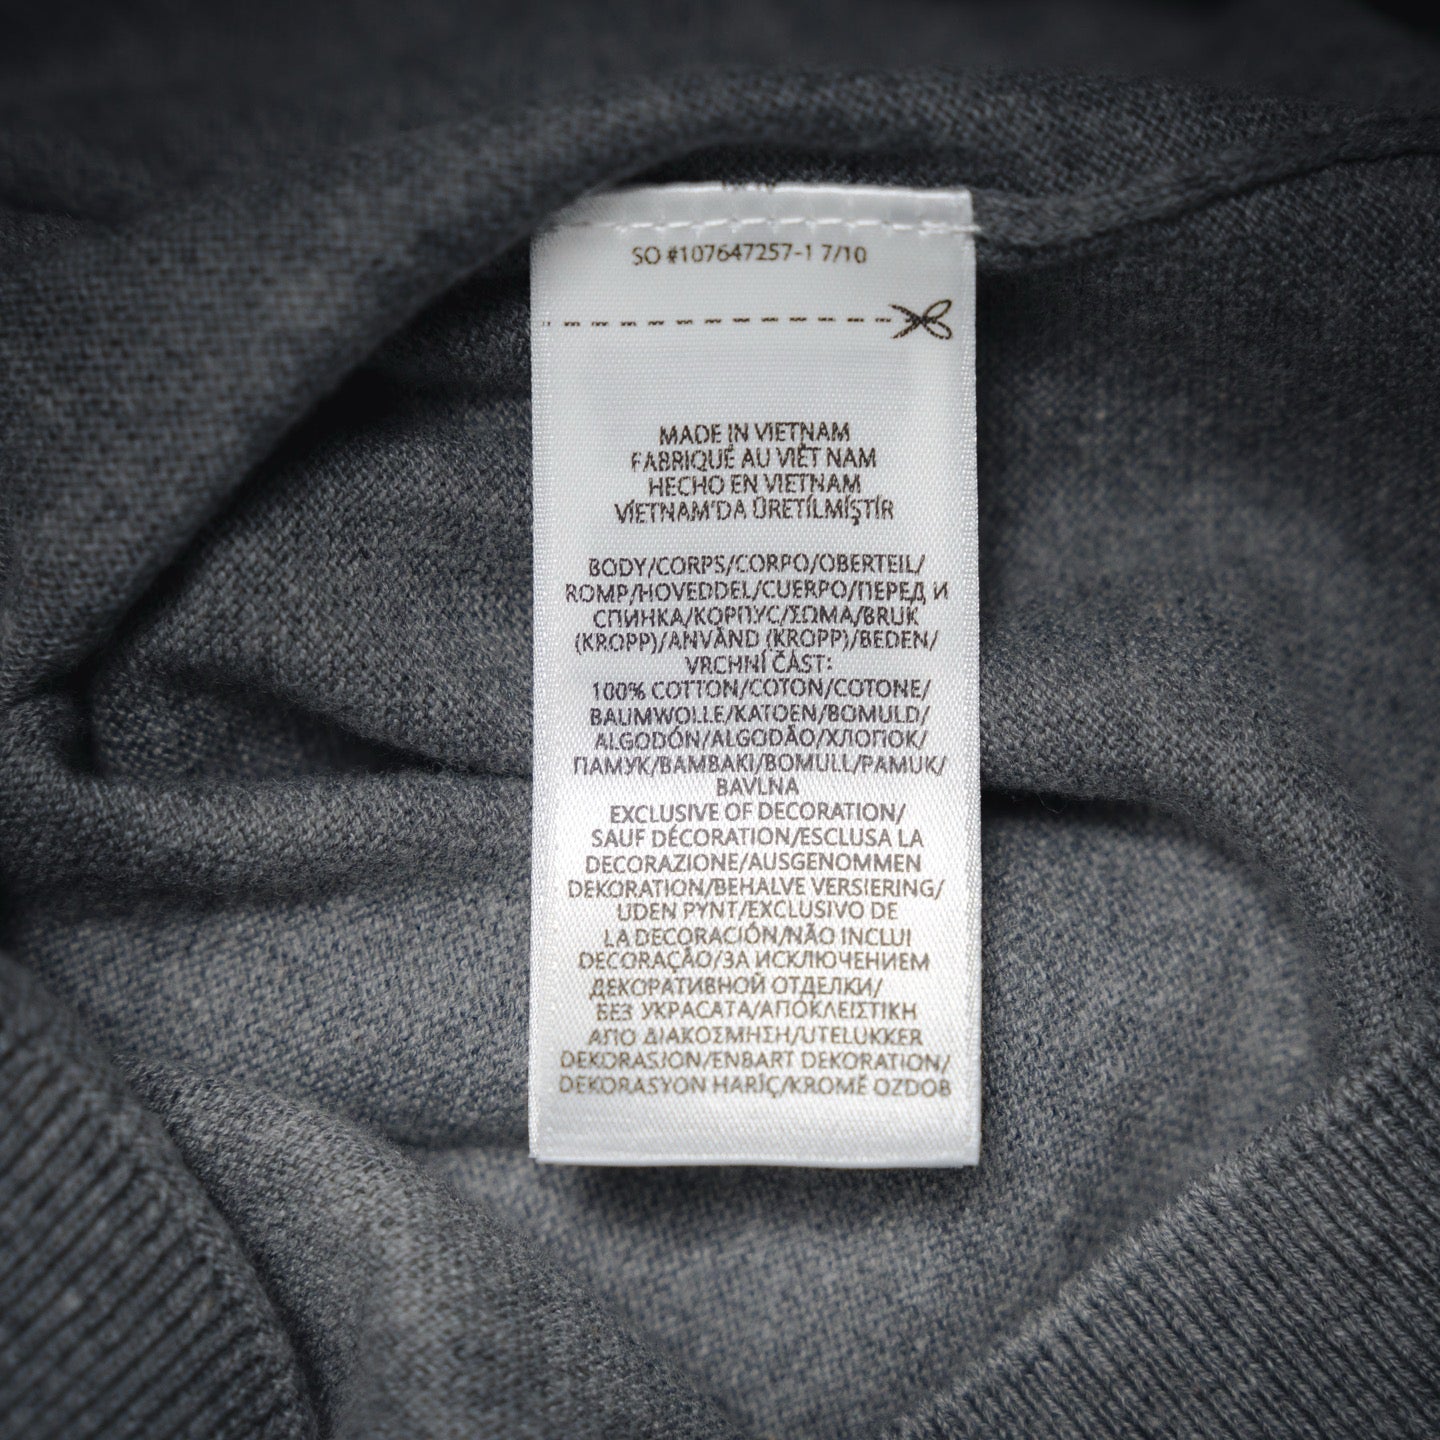 SO #107647257-1 7/10
MADE IN VIETNAM
FABRIQUÉ AU VIÊT NAM
HECHO EN VIETNAM
VİETNAM'DA ÜRETİLMİŞTİR
BODY/CORPS/CORPO/OBERTEIL/
ROMP/HOVEDDEL/CUERPO/ПЕРЕД И
СПИНКА/КОРПУС/ΣΩΜΑ/BRUK
(KROPP)/ANVÄND (KROPP)/BEDEN/
VRCHNÍ ČÁST:
100% COTTON/COTON/COTONE/
BAUMWOLLE/KATOEN/BOMULD/
ALGODÓN/ALGODÃO/ХЛОПОК/
ПАМУК/ΒΑΜΒΑΚΙ/BOMULL/PAMUK/
BAVLNA
EXCLUSIVE OF DECORATION/
SAUF DÉCORATION/ESCLUSA LA
DECORAZIONE/AUSGENOMMEN
DEKORATION/BEHALVE VERSIERING/
UDEN PYNT/EXCLUSIVO DE
LA DECORACIÓN/NÃO INCLUI
DECORAÇÃO/ЗА ИСКЛЮЧЕНИЕМ
ДЕКОРАТИВНОЙ ОТДЕЛКИ/
БЕЗ УКРАСАТА/ΑΠΟΚΛΕΙΣΤΙΚΗ
ΑΠΟ ΔΙΑΚΟΣΜΗΣΗ/UTELUKKER
DEKORASJON/ENBART DEKORATION/
DEKORASYON HARİÇ/KROMĚ OZDOB